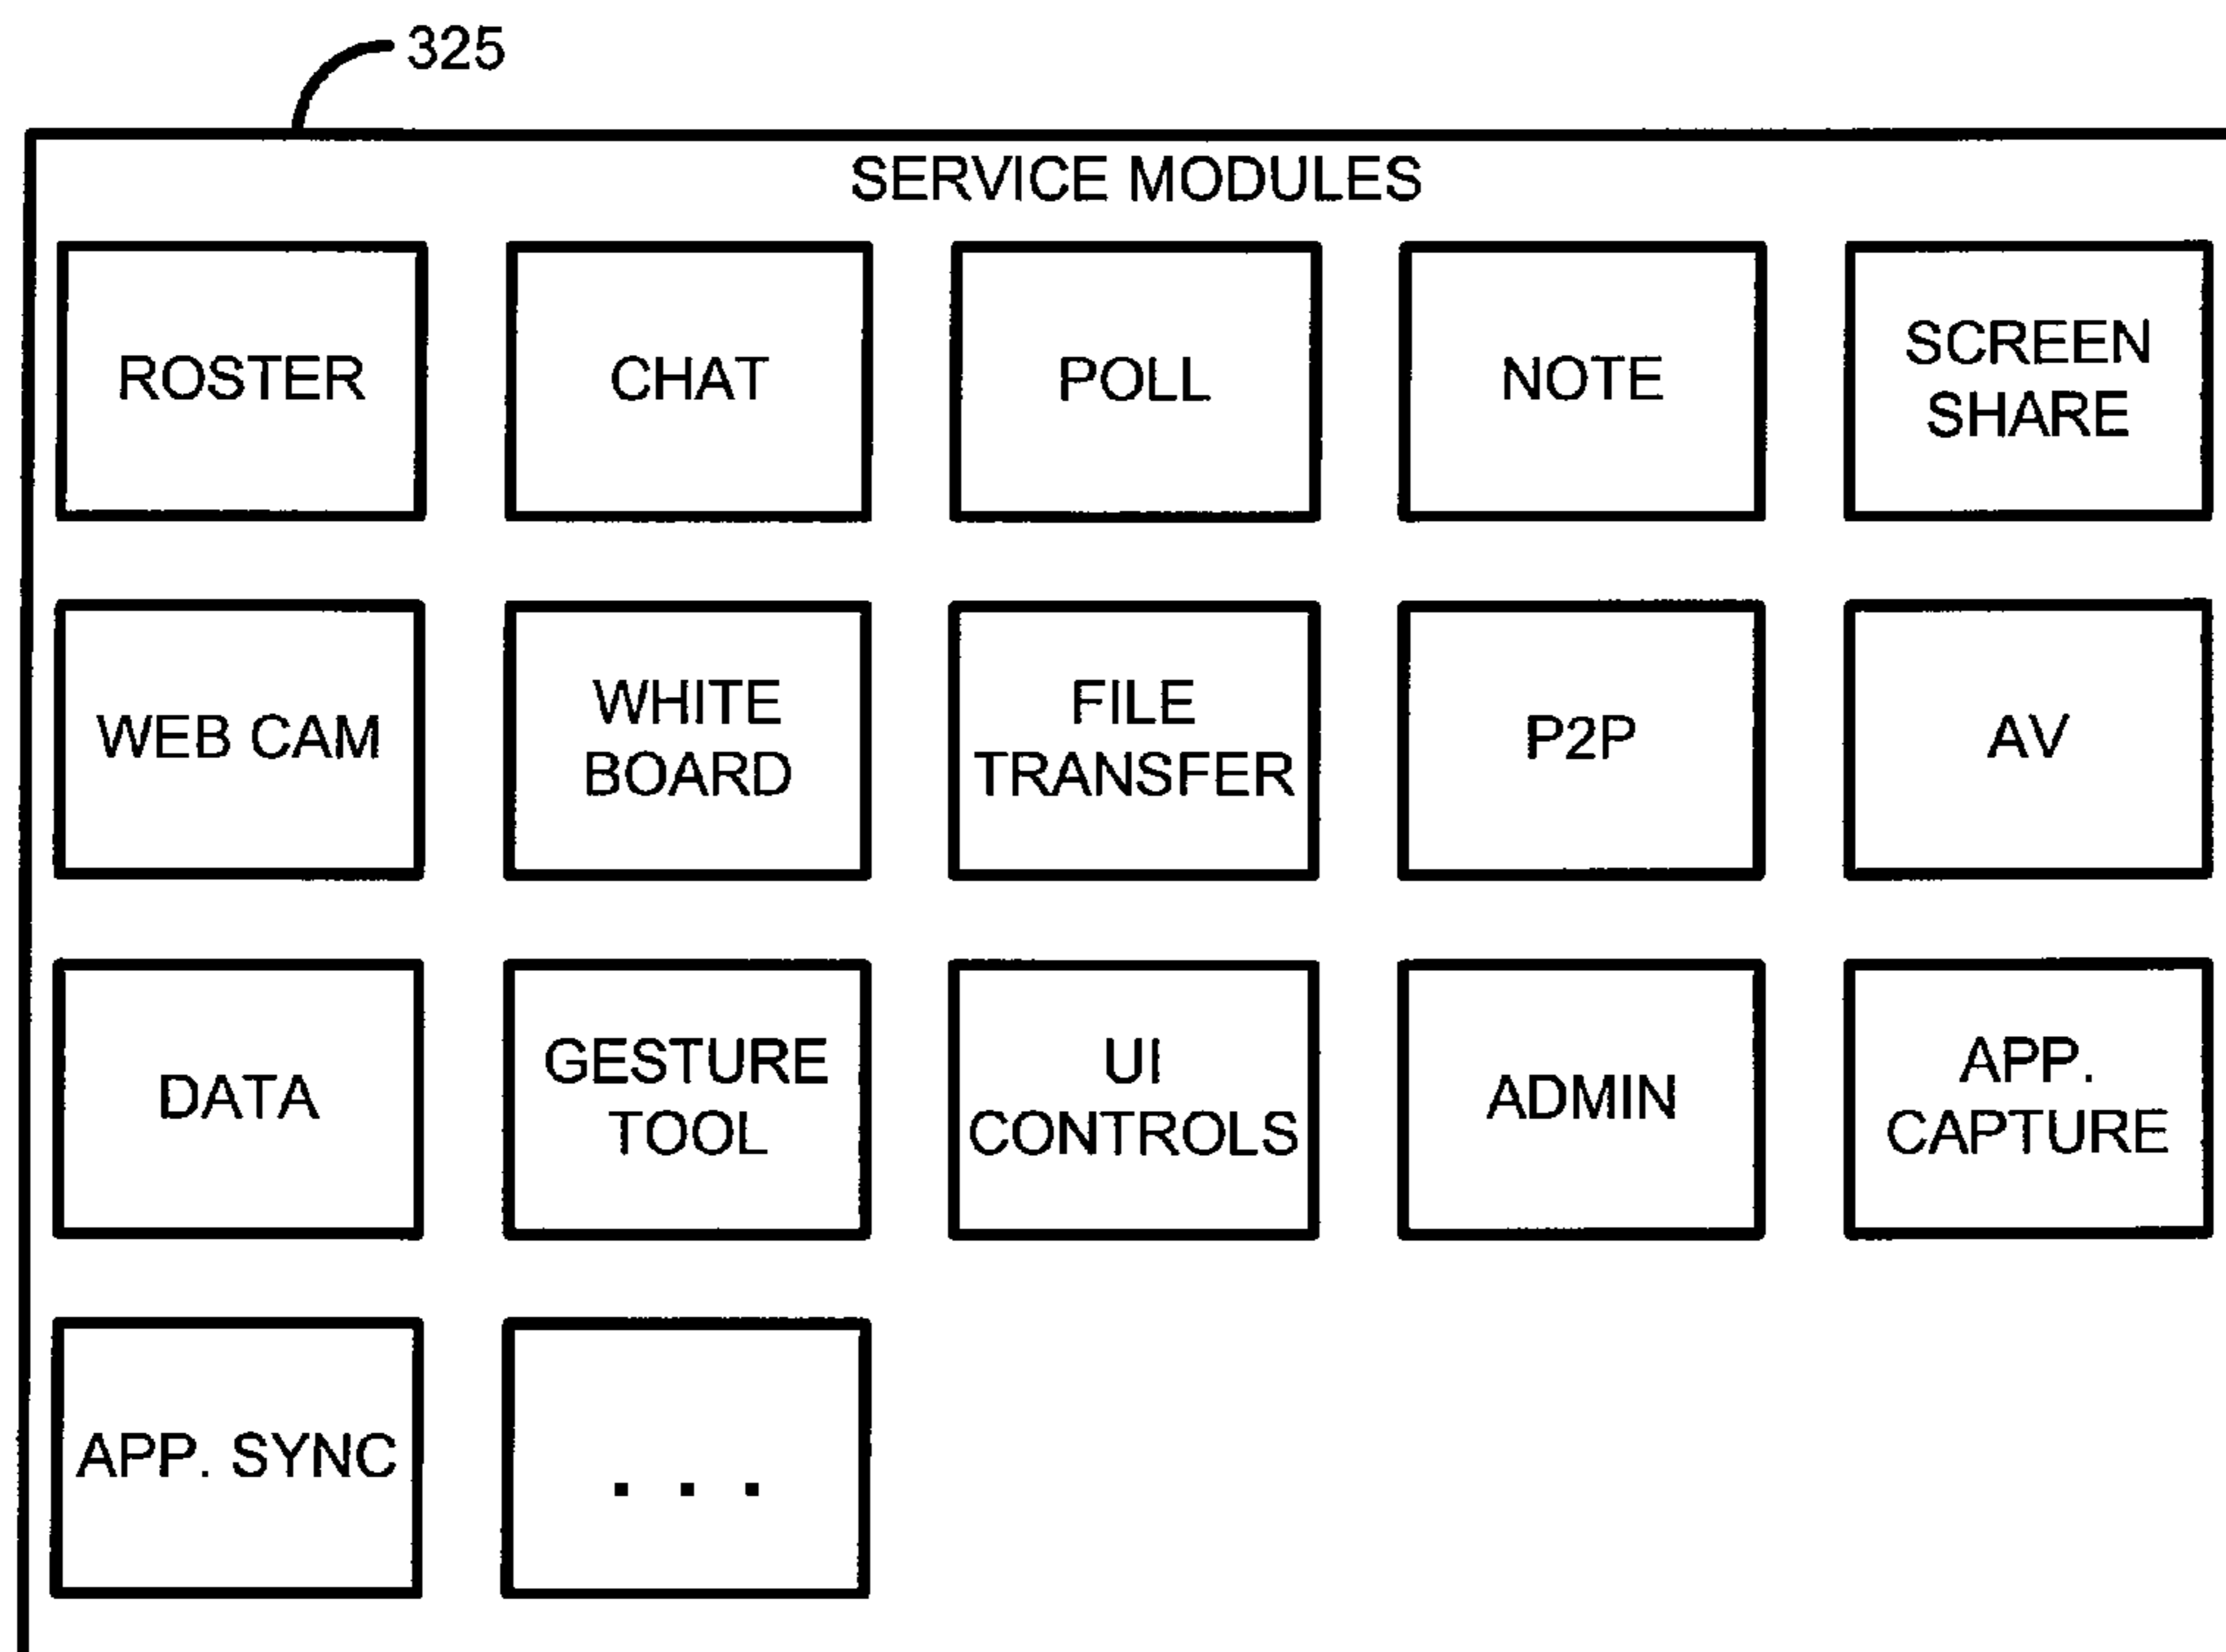 325
SERVICE MODULES
ROSTER
CHAT
POLL
NOTE
SCREEN
SHARE
WEB CAM
WHITE
BOARD
FILE
TRANSFER
P2P
AV
DATA
GESTURE
TOOL
UI
CONTROLS
ADMIN
APP.
CAPTURE
APP. SYNC
. . .